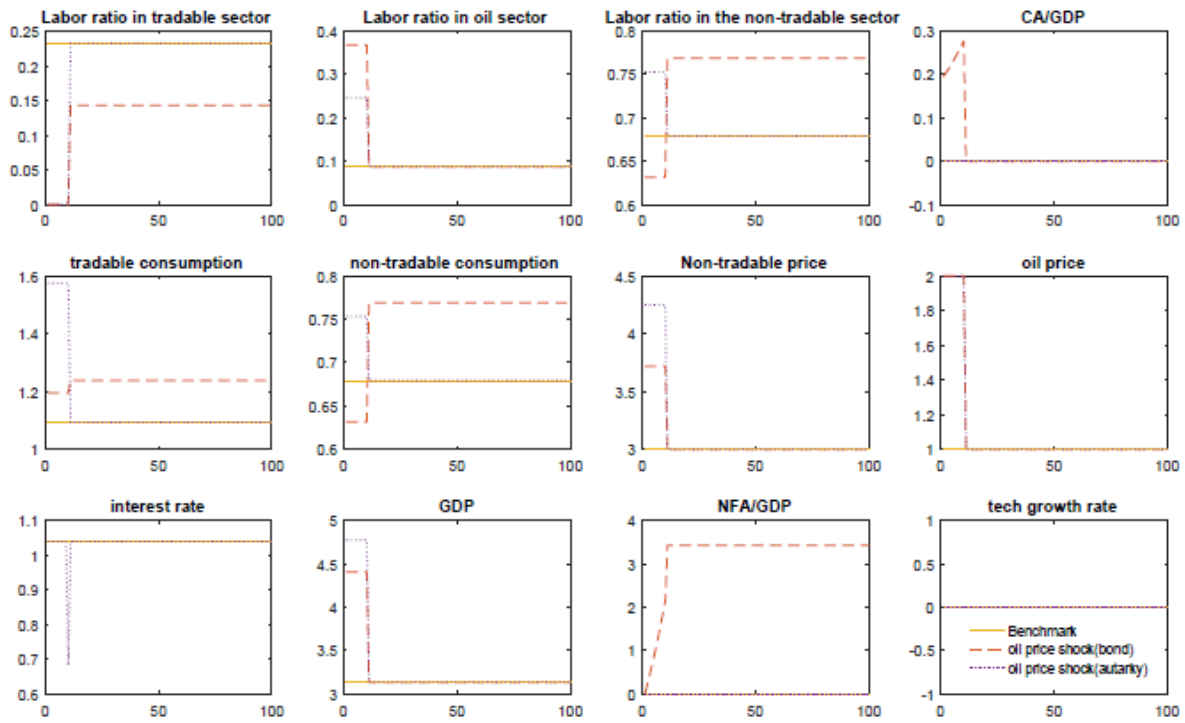 Labor ratio in tradable sector
0.25
0.2
0.15
0.1
0.05
0
0 50 100
Labor ratio in oil sector
0.4
0.3
0.2
0.1
0
0 50 100
Labor ratio in the non-tradable sector
0.8
0.75
0.7
0.65
0.6
0 50 100
CA/GDP
0.3
0.2
0.1
0
-0.1
0 50 100
tradable consumption
1.6
1.4
1.2
1
0 50 100
non-tradable consumption
0.8
0.75
0.7
0.65
0.6
0 50 100
Non-tradable price
4.5
4
3.5
3
0 50 100
oil price
2
1.8
1.6
1.4
1.2
1
0 50 100
interest rate
1.1
1
0.9
0.8
0.7
0.6
0 50 100
GDP
5
4.5
4
3.5
3
0 50 100
NFA/GDP
4
3
2
1
0
0 50 100
tech growth rate
1
0.5
0
-0.5
-1
0 50 100
Benchmark
oil price shock(bond)
oil price shock(autarky)